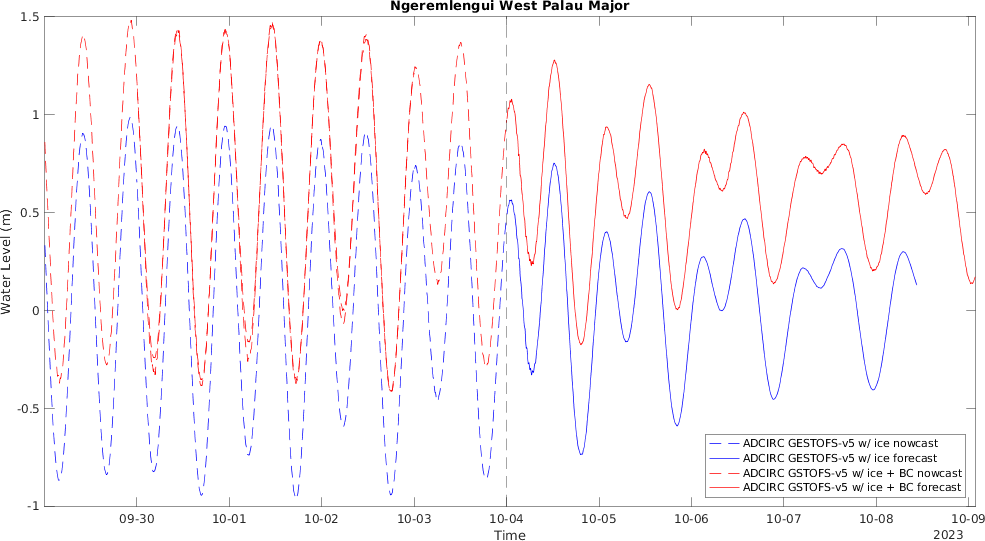 Ngeremlengui West Palau Major
1.5
1
0.5
0
-0.5
-1
Water Level (m)
09-30
10-01
10-02
10-03
10-04
10-05
10-06
10-07
10-08
10-09
Time
2023
ADCIRC GESTOFS-v5 w/ ice nowcast
ADCIRC GESTOFS-v5 w/ ice forecast
ADCIRC GSTOFS-v5 w/ ice + BC nowcast
ADCIRC GSTOFS-v5 w/ ice + BC forecast